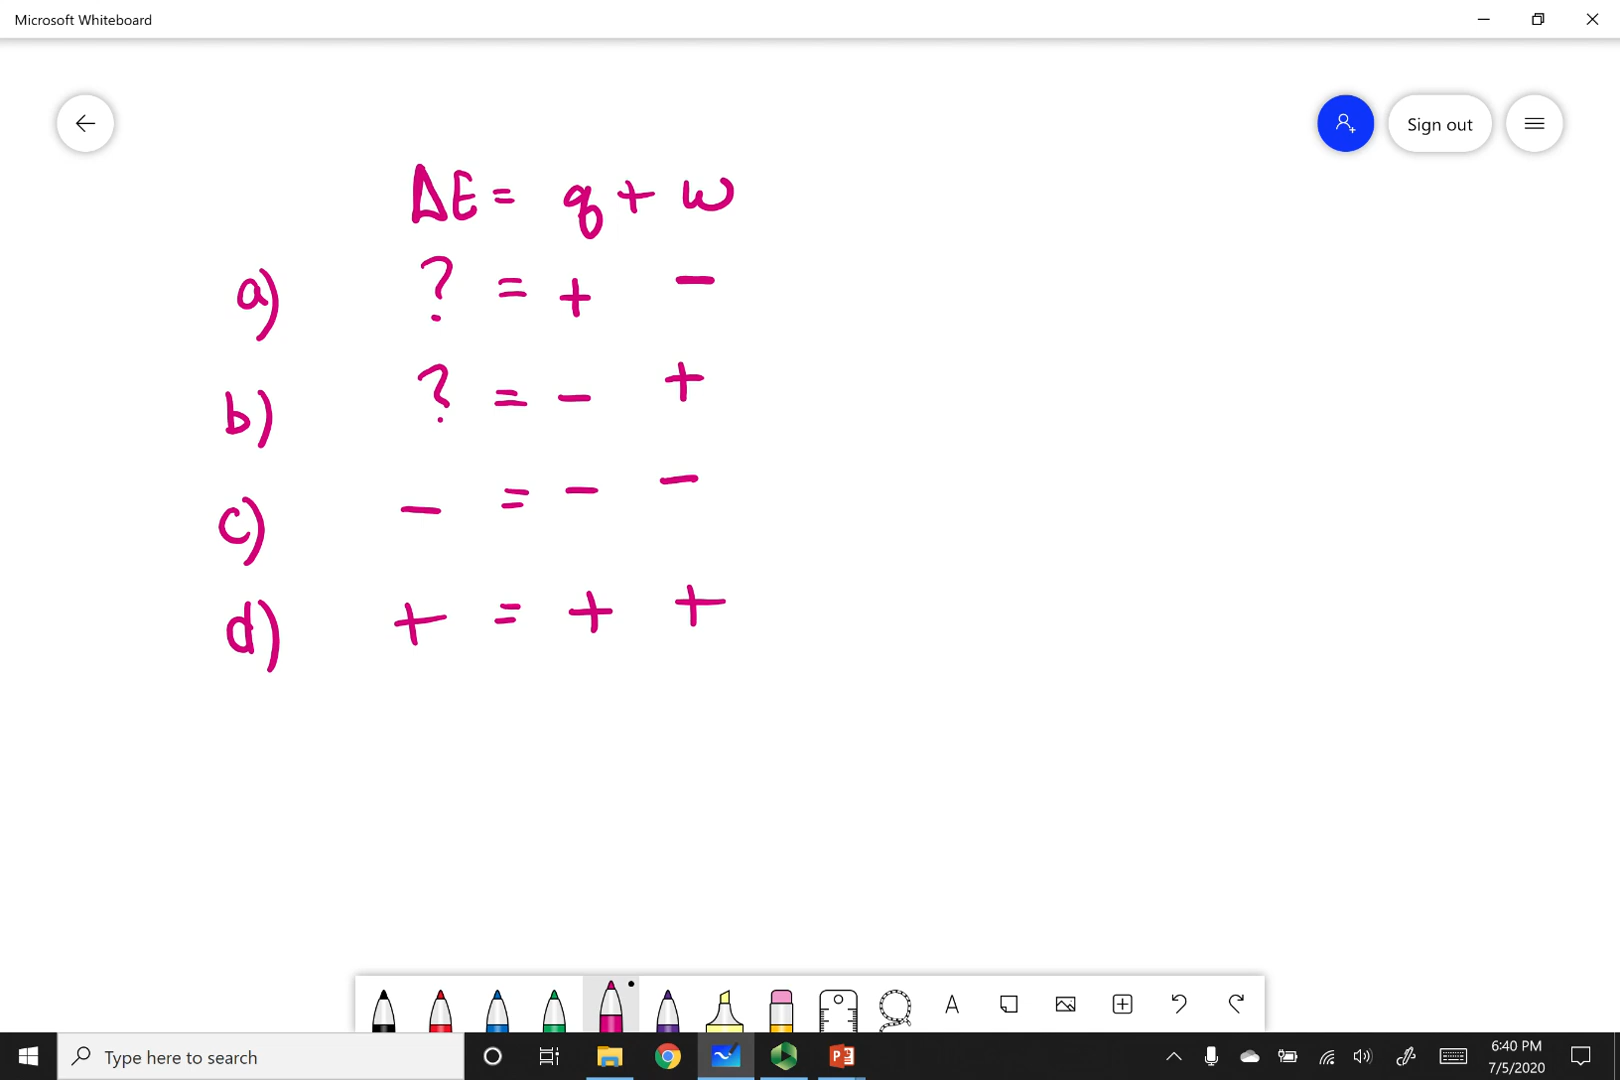 Microsoft Whiteboard
Sign out
ΔE = q + w
a) ? = + -
b) ? = - +
c) - = - -
d) + = + +
A
Type here to search
6:40 PM
7/5/2020